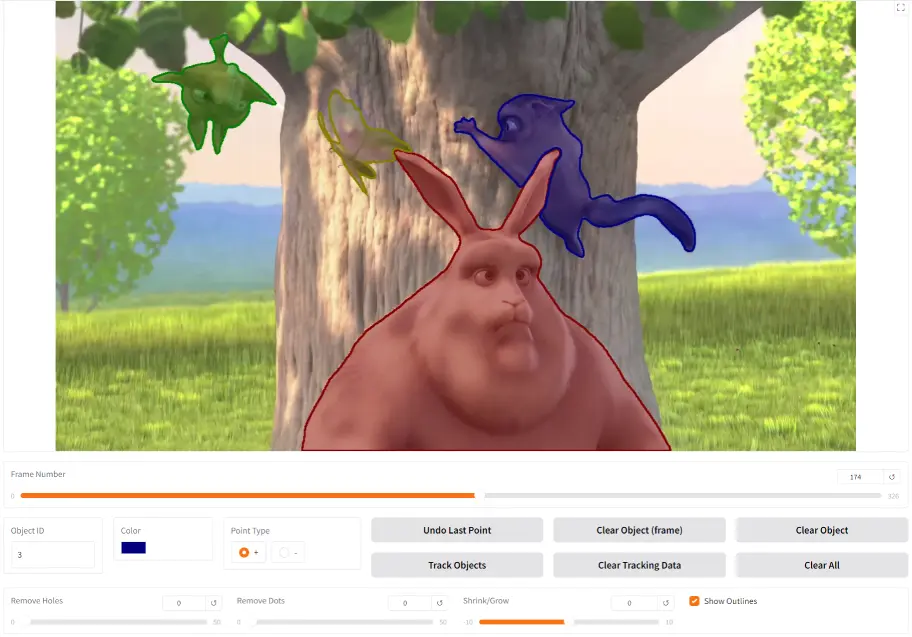 Frame Number
174 ↺
0 326
Object ID Color Point Type
3 + -
Undo Last Point Clear Object (frame) Clear Object
Track Objects Clear Tracking Data Clear All
Remove Holes 0 ↺ Remove Dots 0 ↺ Shrink/Grow 0 ↺ Show Outlines
0 50 0 50 -10 10